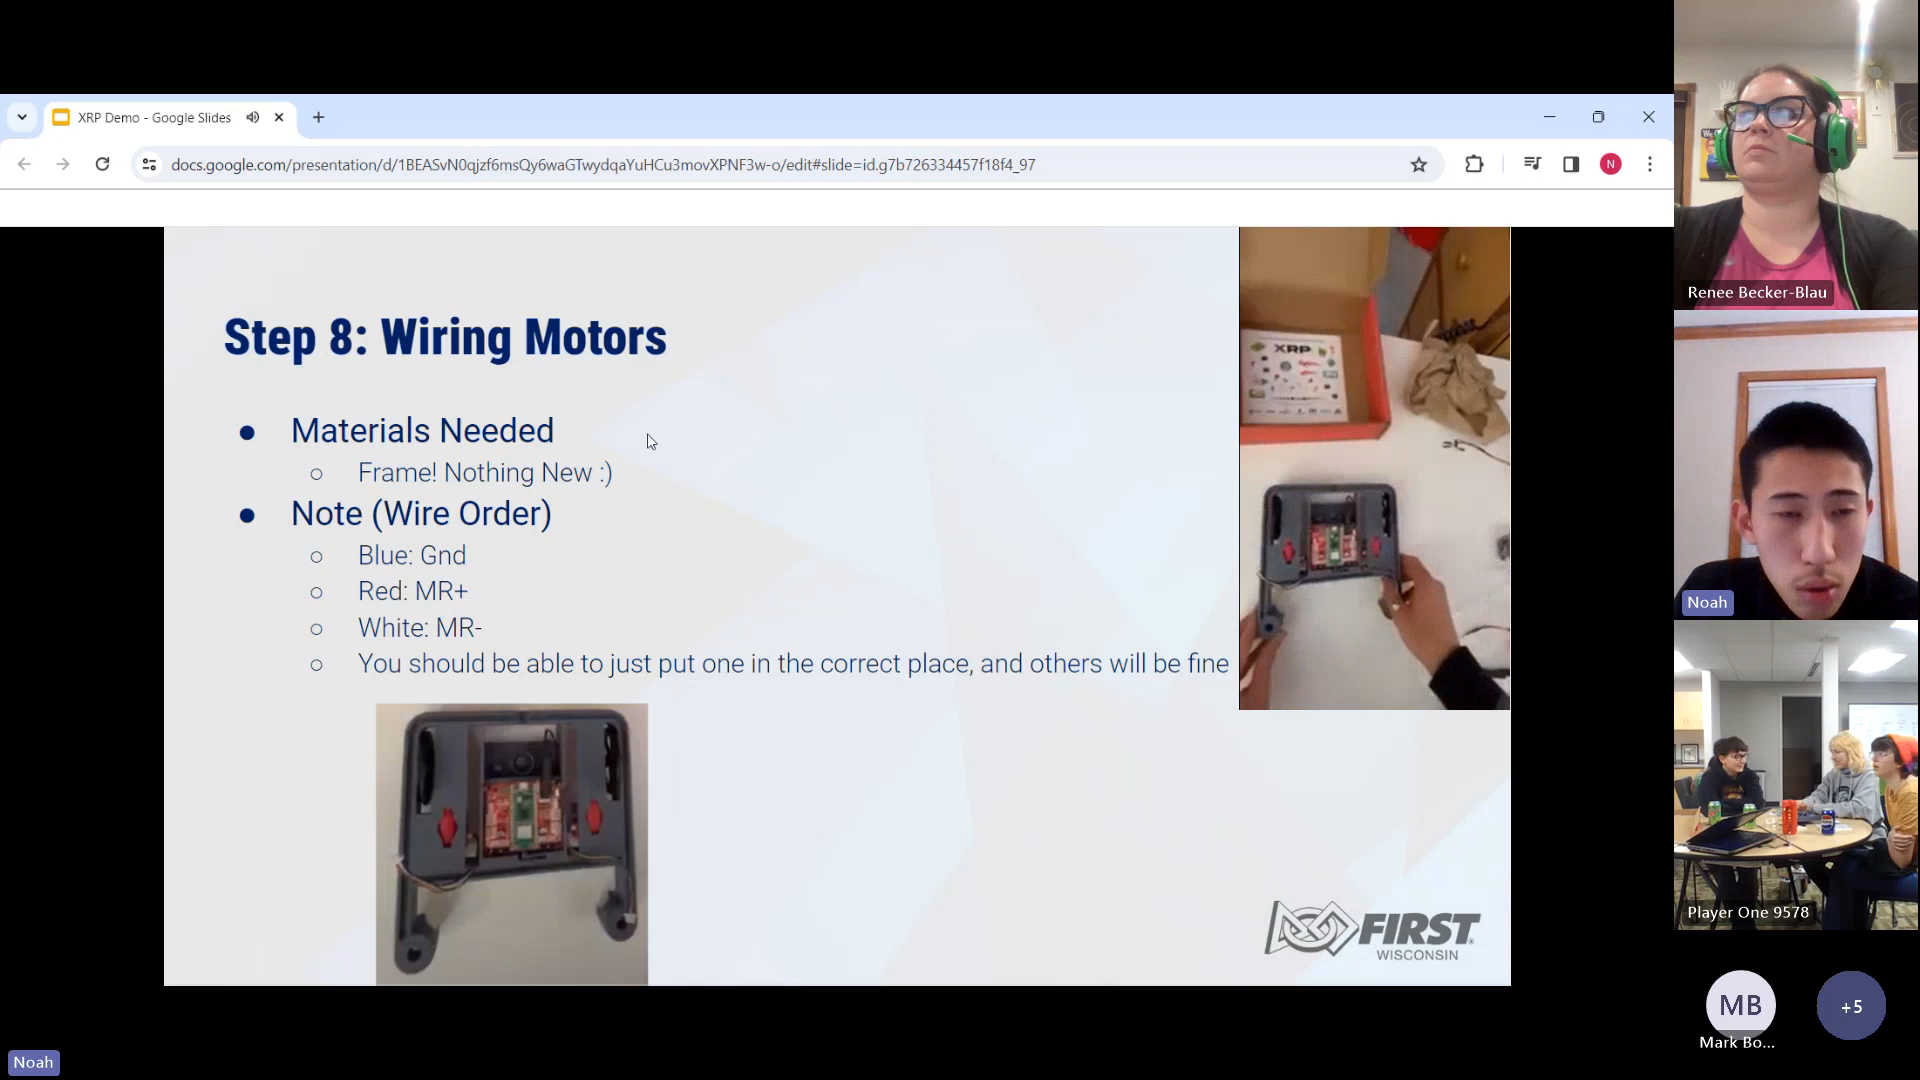 XRP Demo - Google Slides
docs.google.com/presentation/d/1BEASvN0qjzf6msQy6waGTwydqaYuHCu3movXPNF3w-o/edit#slide=id.g7b726334457f18f4_97
N
Step 8: Wiring Motors
Materials Needed
Frame! Nothing New :)
Note (Wire Order)
Blue: Gnd
Red: MR+
White: MR-
You should be able to just put one in the correct place, and others will be fine
XRP
FIRST
WISCONSIN
Renee Becker-Blau
Noah
Player One 9578
MB
+5
Mark Bo...
Noah